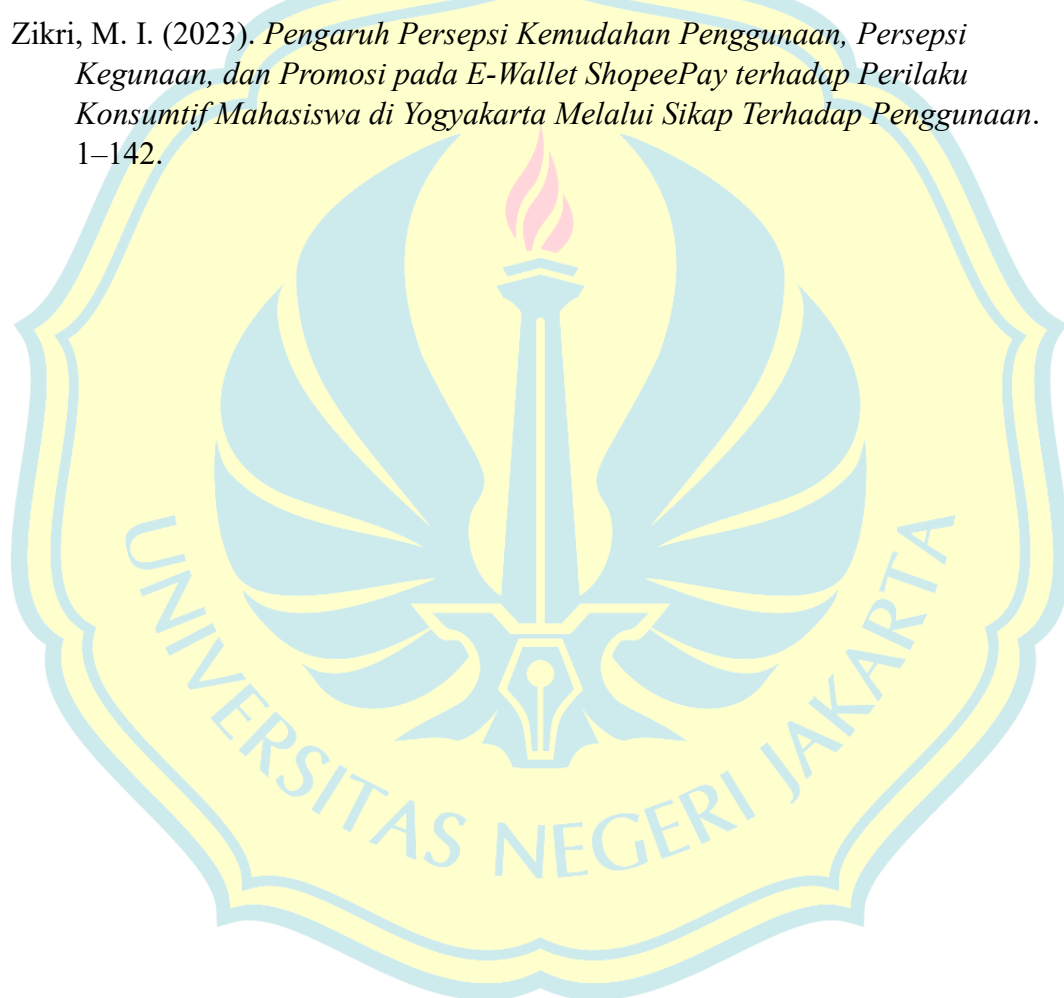 Zikri, M. I. (2023). Pengaruh Persepsi Kemudahan Penggunaan, Persepsi
Kegunaan, dan Promosi pada E-Wallet ShopeePay terhadap Perilaku
Konsumtif Mahasiswa di Yogyakarta Melalui Sikap Terhadap Penggunaan.
1–142.
UNIVERSITAS NEGERI JAKARTA